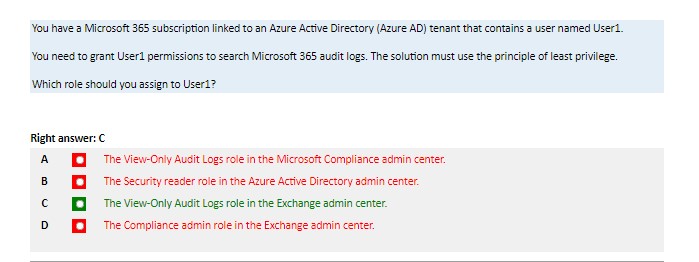 You have a Microsoft 365 subscription linked to an Azure Active Directory (Azure AD) tenant that contains a user named User1.
You need to grant User1 permissions to search Microsoft 365 audit logs. The solution must use the principle of least privilege.
Which role should you assign to User1?
Right answer: C
A The View-Only Audit Logs role in the Microsoft Compliance admin center.
B The Security reader role in the Azure Active Directory admin center.
C The View-Only Audit Logs role in the Exchange admin center.
D The Compliance admin role in the Exchange admin center.